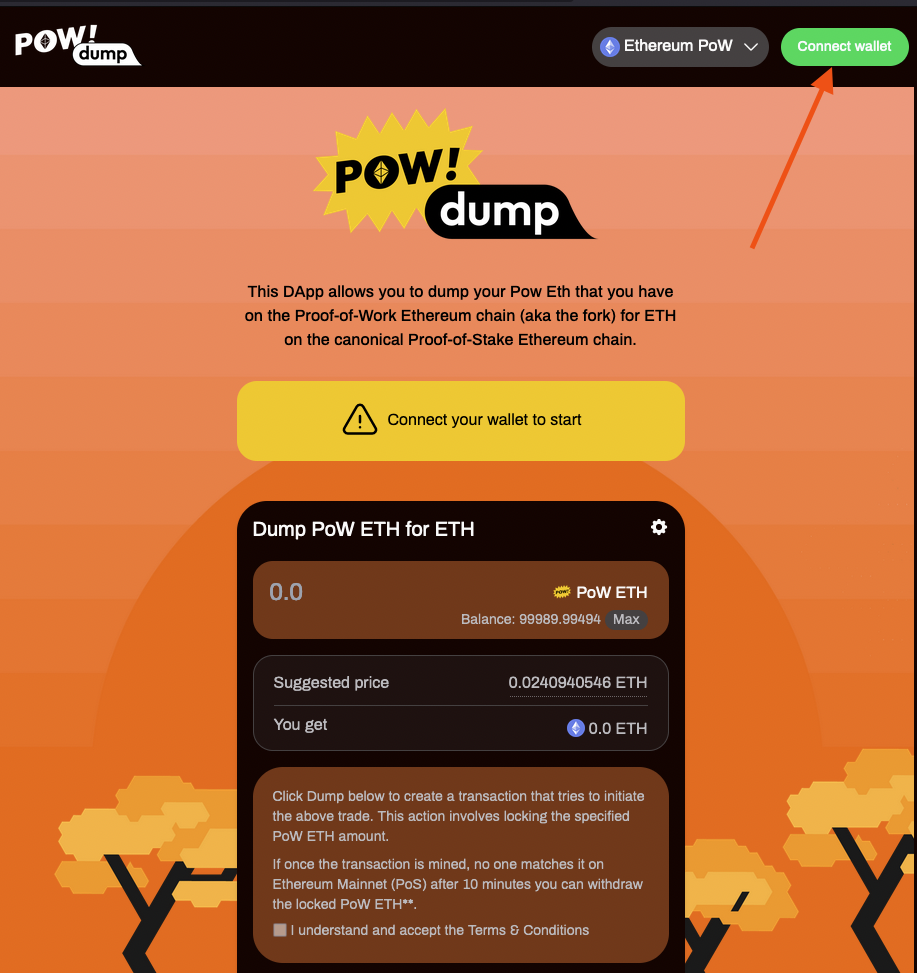 POW!
dump
Ethereum PoW
Connect wallet
POW!
dump
This DApp allows you to dump your Pow Eth that you have
on the Proof-of-Work Ethereum chain (aka the fork) for ETH
on the canonical Proof-of-Stake Ethereum chain.
Connect your wallet to start
Dump PoW ETH for ETH
0.0
POW! PoW ETH
Balance: 99989.99494 Max
Suggested price 0.0240940546 ETH
You get 0.0 ETH
Click Dump below to create a transaction that tries to initiate
the above trade. This action involves locking the specified
PoW ETH amount.
If once the transaction is mined, no one matches it on
Ethereum Mainnet (PoS) after 10 minutes you can withdraw
the locked PoW ETH**.
I understand and accept the Terms & Conditions